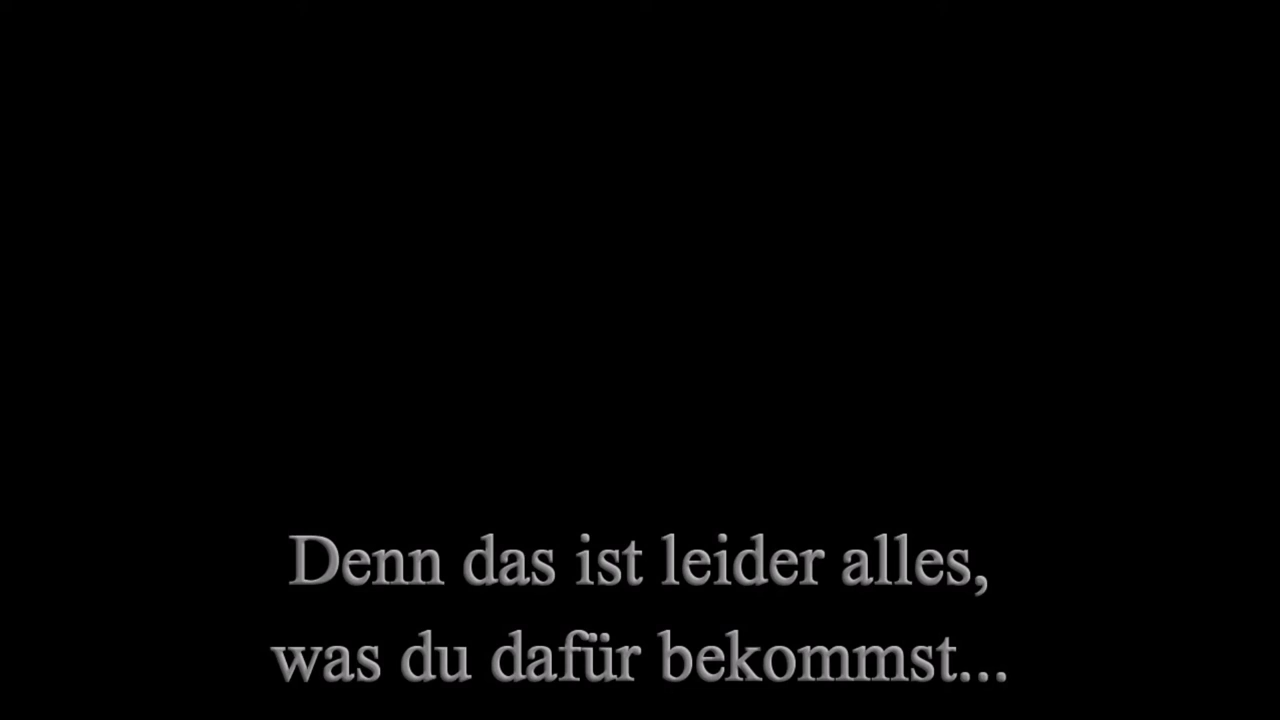 Denn das ist leider alles,
was du dafür bekommst...